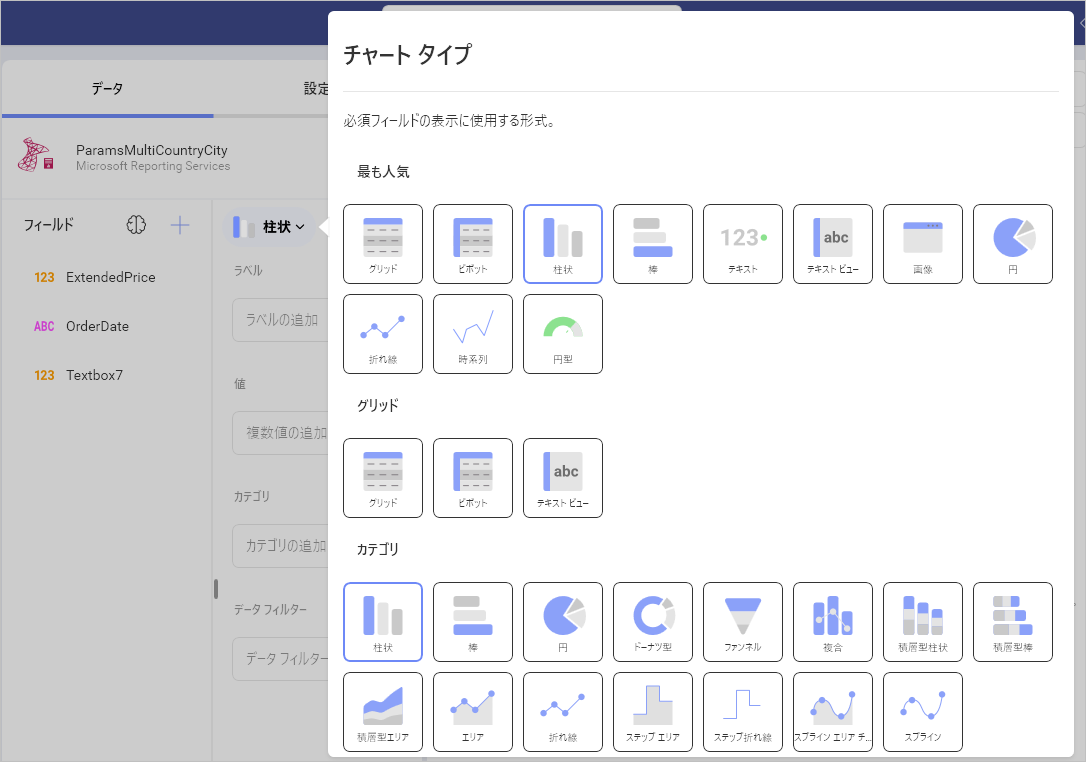 データ
設定
ParamsMultiCountryCity
Microsoft Reporting Services
フィールド
123 ExtendedPrice
ABC OrderDate
123 Textbox7
柱状
ラベル
ラベルの追加
値
複数値の追加
カテゴリ
カテゴリの追加
データ フィルター
データ フィルター
チャート タイプ
必須フィールドの表示に使用する形式。
最も人気
グリッド
ピボット
柱状
棒
123
テキスト
abc
テキスト ビュー
画像
円
折れ線
時系列
円型
グリッド
グリッド
ピボット
abc
テキスト ビュー
カテゴリ
柱状
棒
円
ドーナツ型
ファンネル
複合
積層型柱状
積層型棒
積層型エリア
エリア
折れ線
ステップ エリア
ステップ折れ線
スプライン エリア チ...
スプライン